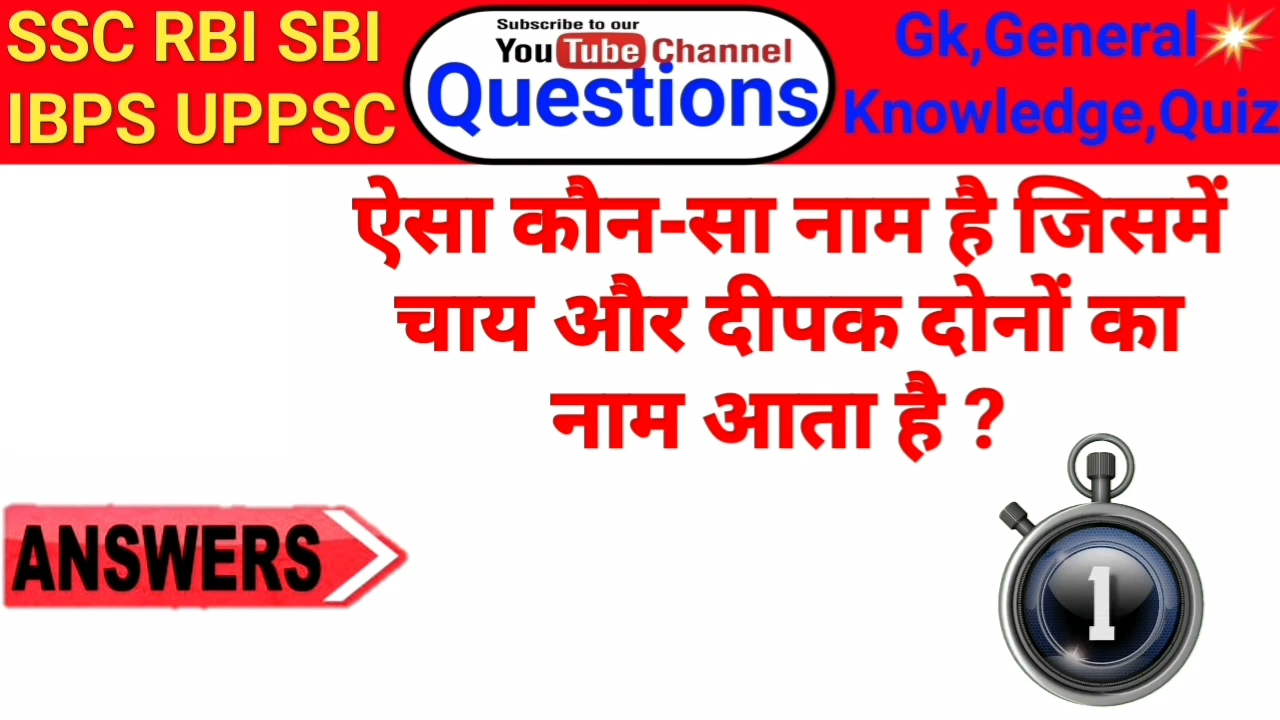 SSC RBI SBI
IBPS UPPSC
Subscribe to our
YouTube Channel
Questions
Gk,General
Knowledge,Quiz
ऐसा कौन-सा नाम है जिसमें
चाय और दीपक दोनों का
नाम आता है ?
ANSWERS
1